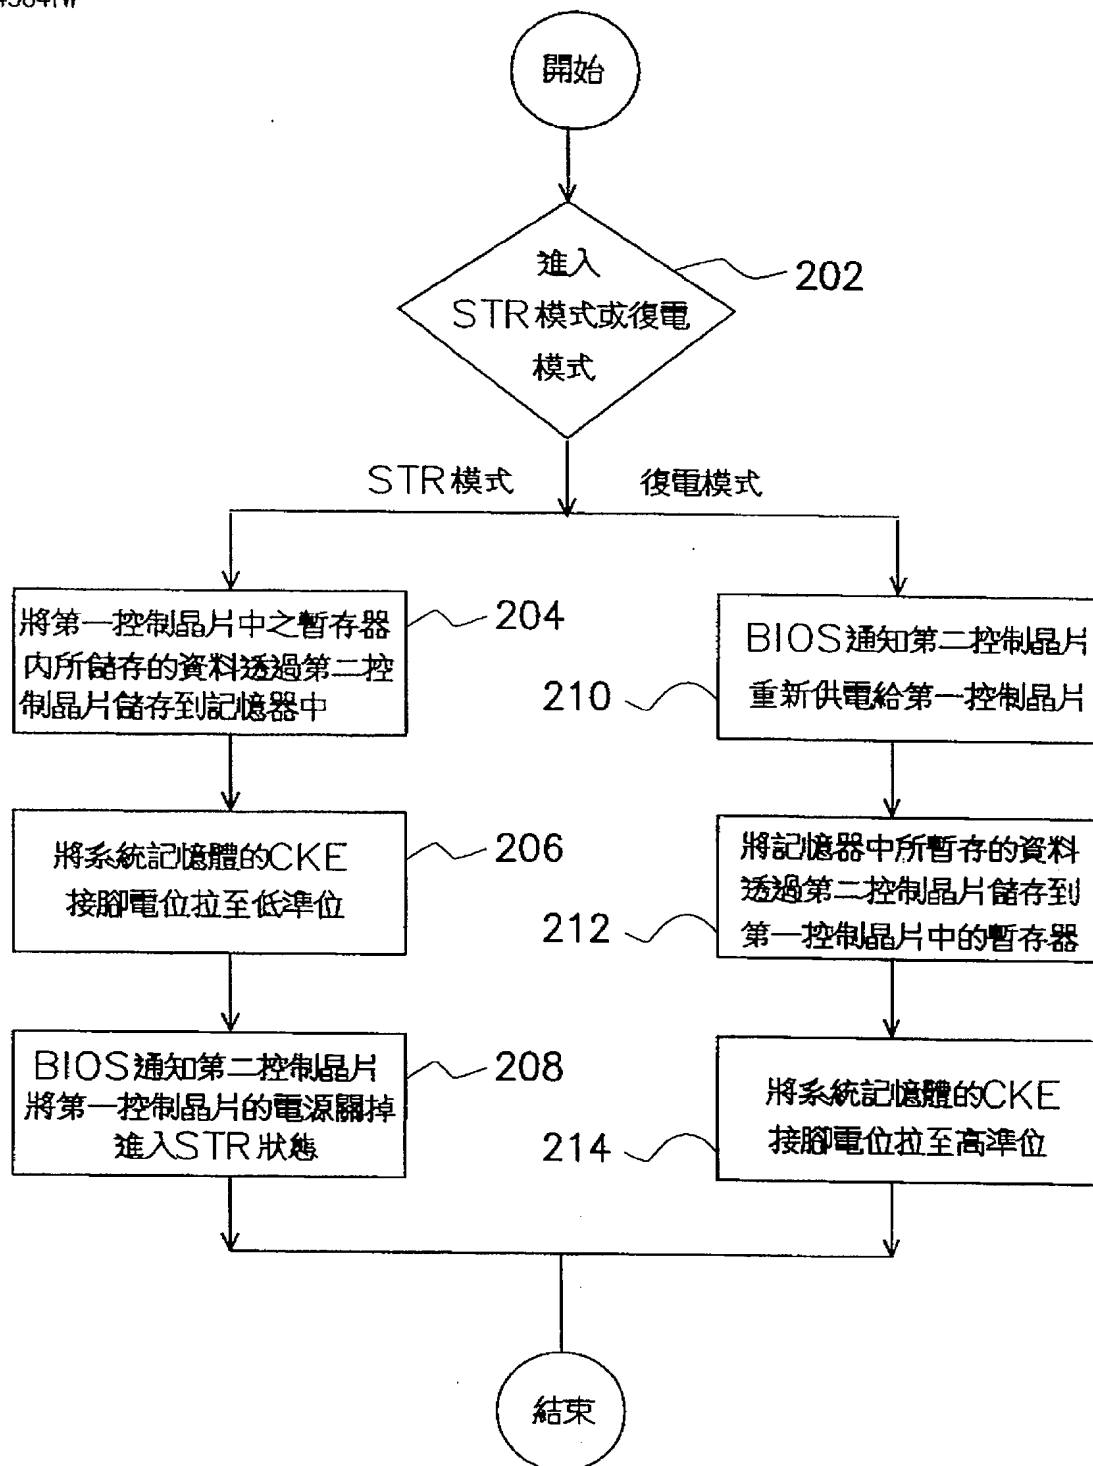 開始
進入
STR模式或復電
模式
202
STR模式
復電模式
將第一控制晶片中之暫存器
內所儲存的資料透過第二控
制晶片儲存到記憶器中
204
BIOS通知第二控制晶片
重新供電給第一控制晶片
210
將系統記憶體的CKE
接腳電位拉至低準位
206
將記憶器中所暫存的資料
透過第二控制晶片儲存到
第一控制晶片中的暫存器
212
BIOS通知第二控制晶片
將第一控制晶片的電源關掉
進入STR狀態
208
將系統記憶體的CKE
接腳電位拉至高準位
214
結束